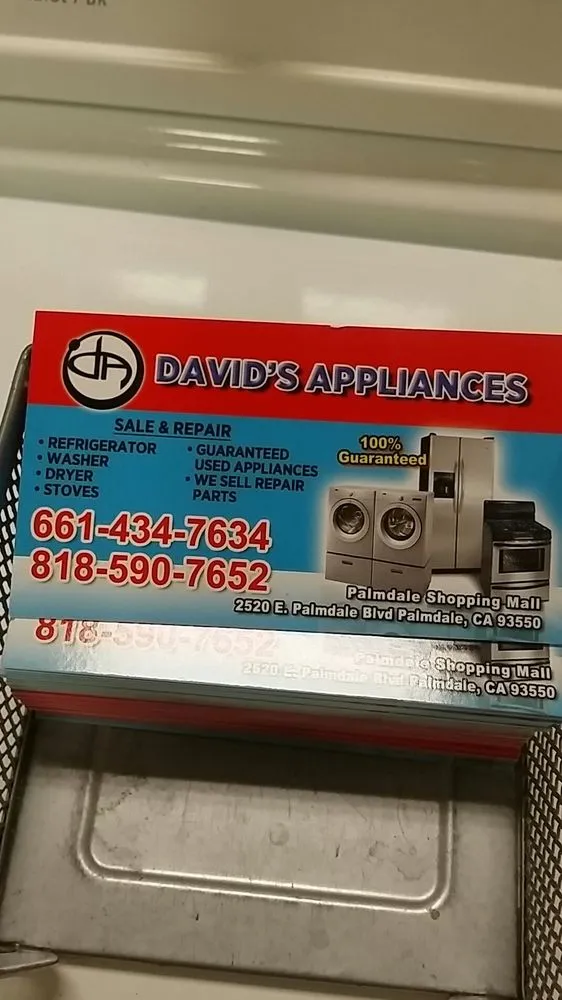 DA DAVID'S APPLIANCES
SALE & REPAIR
• REFRIGERATOR
• WASHER
• DRYER
• STOVES
• GUARANTEED
USED APPLIANCES
• WE SELL REPAIR
PARTS
100%
Guaranteed
661-434-7634
818-590-7652
Palmdale Shopping Mall
2520 E. Palmdale Blvd Palmdale, CA 93550
818-590-7652
Palmdale Shopping Mall
2520 E. Palmdale Blvd Palmdale, CA 93550